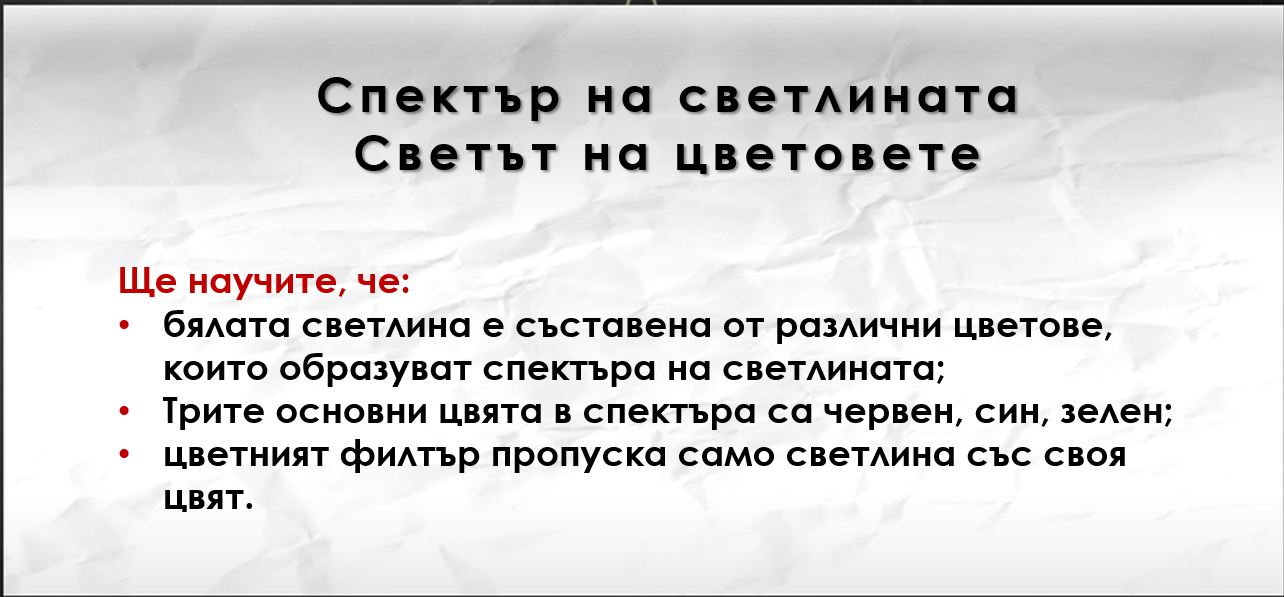 Спектър на светлината
Светът на цветовете
Ще научите, че:
• бялата светлина е съставена от различни цветове,
които образуват спектъра на светлината;
• Трите основни цвята в спектъра са червен, син, зелен;
• цветният филтър пропуска само светлина със своя
цвят.